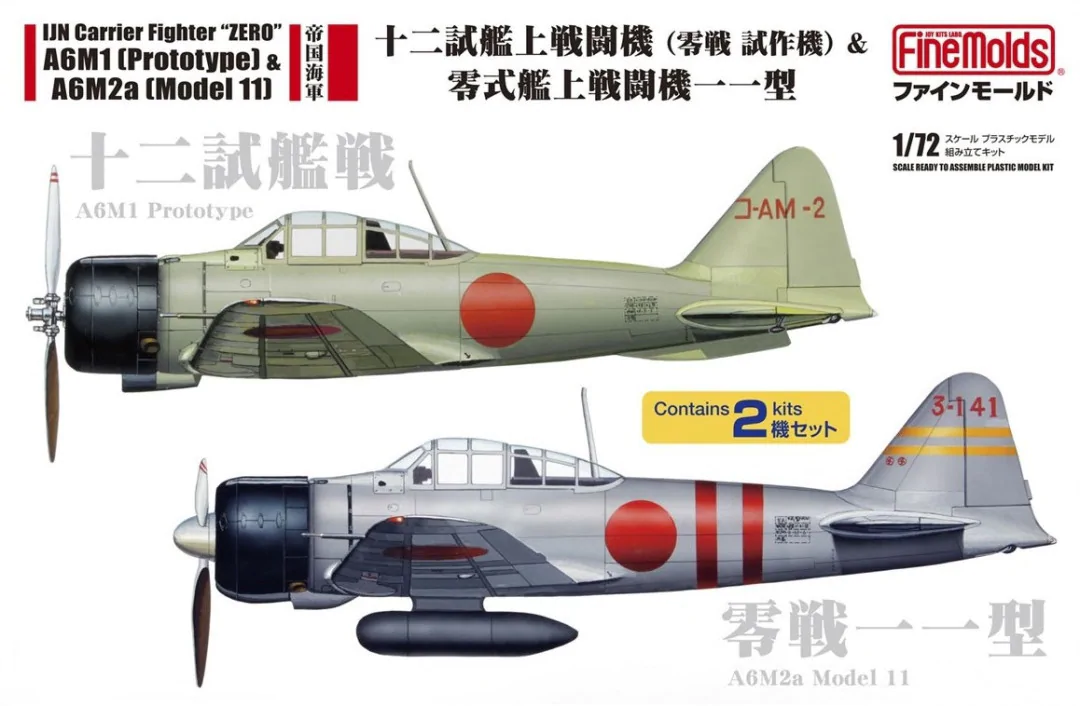 IJN Carrier Fighter “ZERO”
A6M1 (Prototype) &
A6M2a (Model 11)
帝国海軍
十二試艦上戦闘機 (零戦 試作機) &
零式艦上戦闘機一一型
JOY KITS LABO
FineMolds®
ファインモールド
1/72 スケール プラスチックモデル
組み立てキット
SCALE READY TO ASSEMBLE PLASTIC MODEL KIT
十二試艦戦
A6M1 Prototype
コ-AM-2
Contains 2 kits
機セット
3-141
零戦一一型
A6M2a Model 11